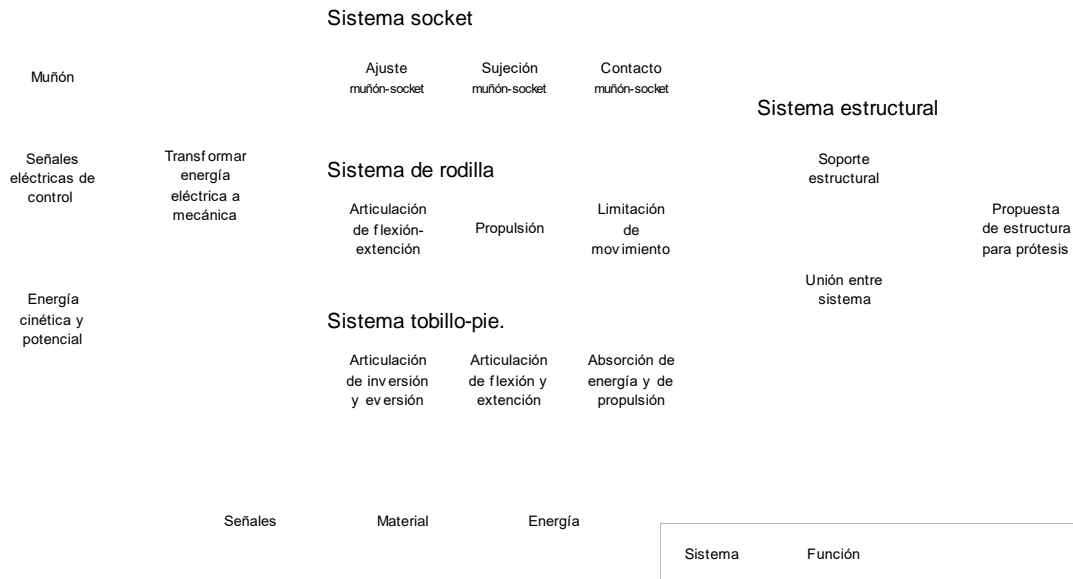 Sistema socket
Muñón
Ajuste
muñón-socket
Sujeción
muñón-socket
Contacto
muñón-socket
Sistema estructural
Señales
eléctricas de
control
Transformar
energía
eléctrica a
mecánica
Sistema de rodilla
Articulación
de flexión-
extención
Propulsión
Limitación
de
movimiento
Soporte
estructural
Propuesta
de estructura
para prótesis
Unión entre
sistema
Energía
cinética y
potencial
Sistema tobillo-pie.
Articulación
de inversión
y eversión
Articulación
de flexión y
extención
Absorción de
energía y de
propulsión
Señales
Material
Energía
Sistema
Función